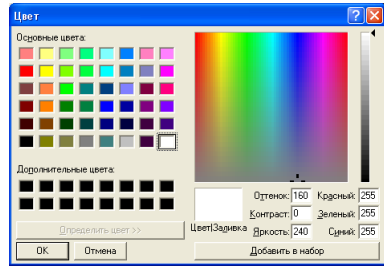 Цвет
Основные цвета:
Дополнительные цвета:
Определить цвет >>
ОК
Отмена
Цвет|Заливка
Оттенок: 160
Контраст: 0
Яркость: 240
Красный: 255
Зеленый: 255
Синий: 255
Добавить в набор